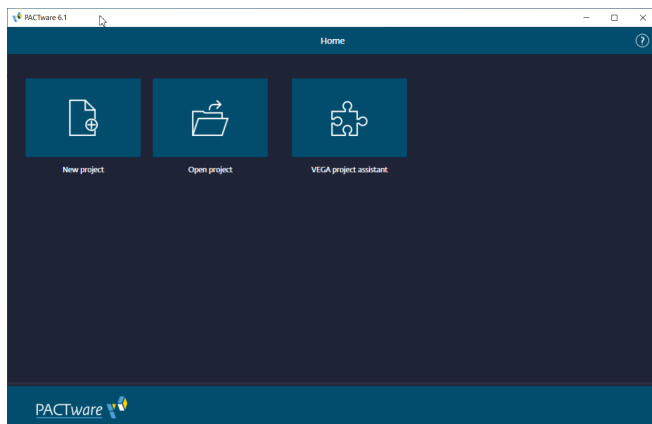 PACTware 6.1
Home
?
New project
Open project
VEGA project assistant
PACTware